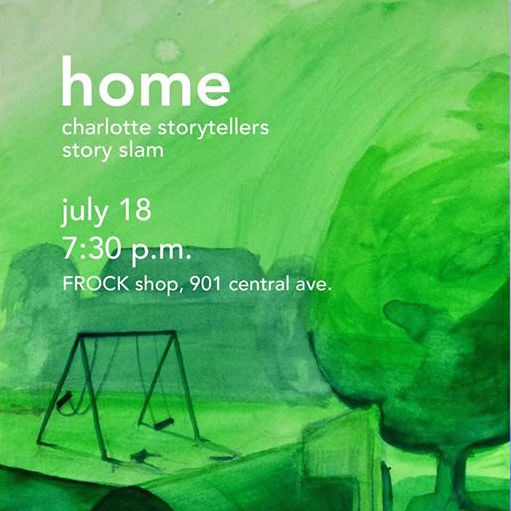 home
charlotte storytellers
story slam
july 18
7:30 p.m.
FROCK shop, 901 central ave.